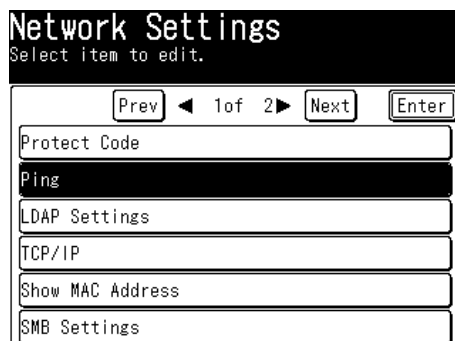 Network Settings
Select item to edit.
Prev ◀ 1of 2▶ Next Enter
Protect Code
Ping
LDAP Settings
TCP/IP
Show MAC Address
SMB Settings